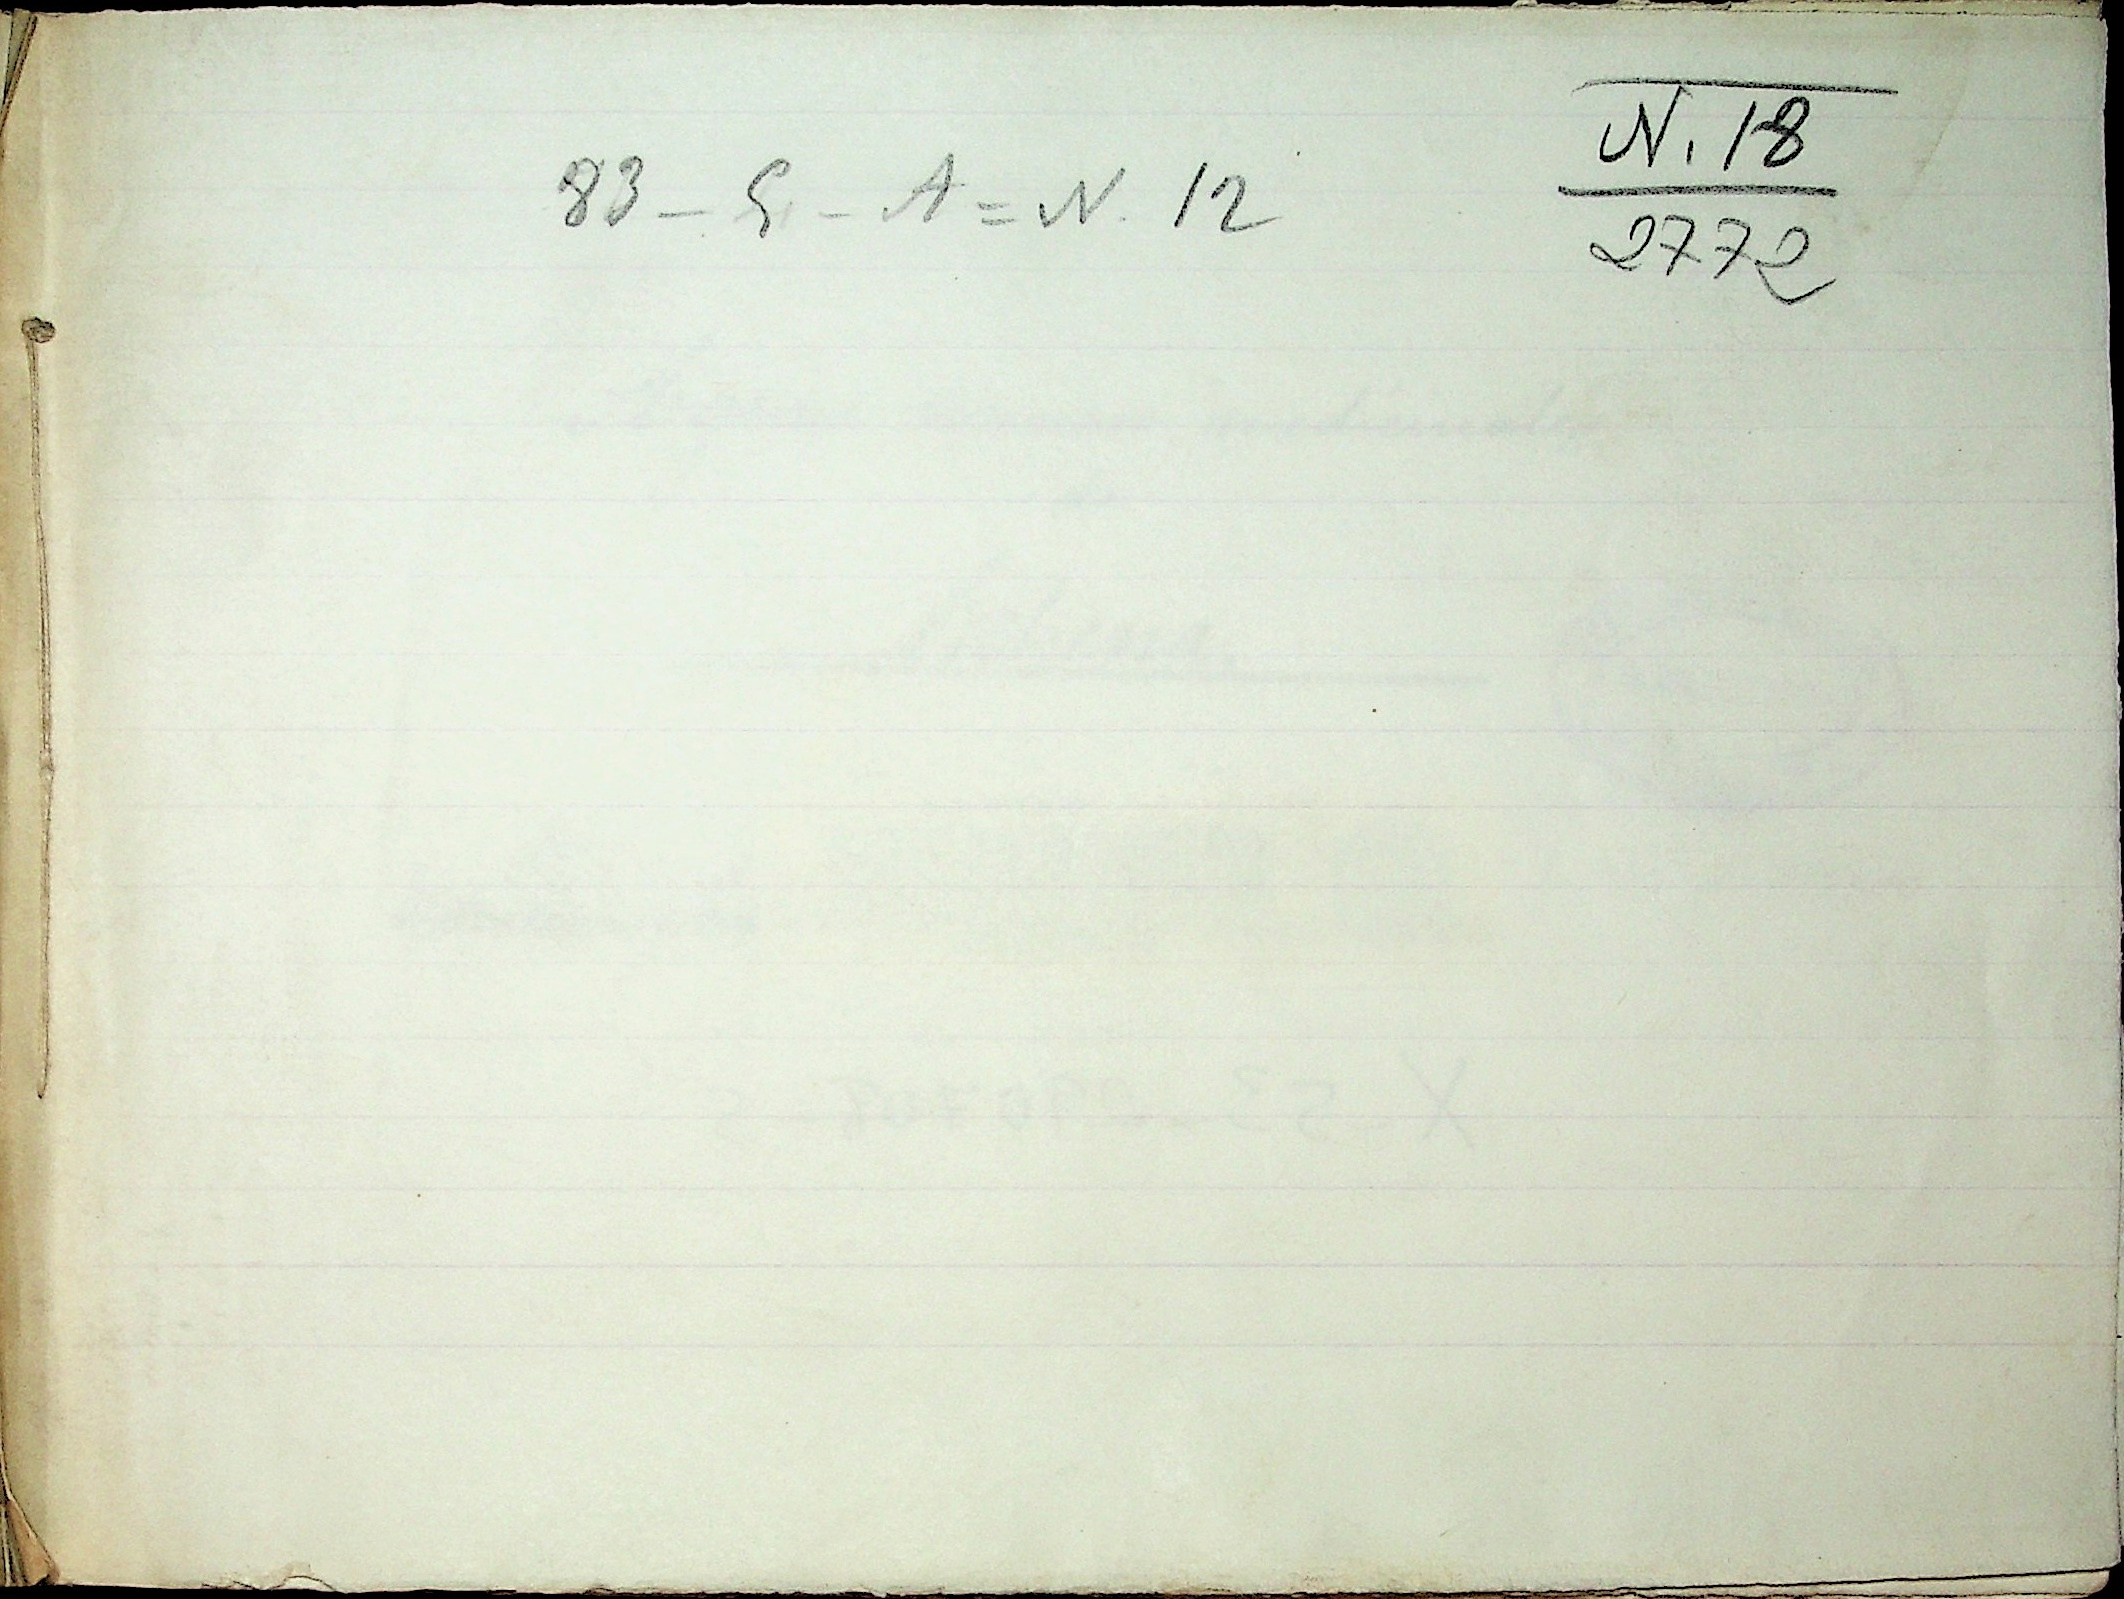 83 - G - A = N. 12
N. 18
2772